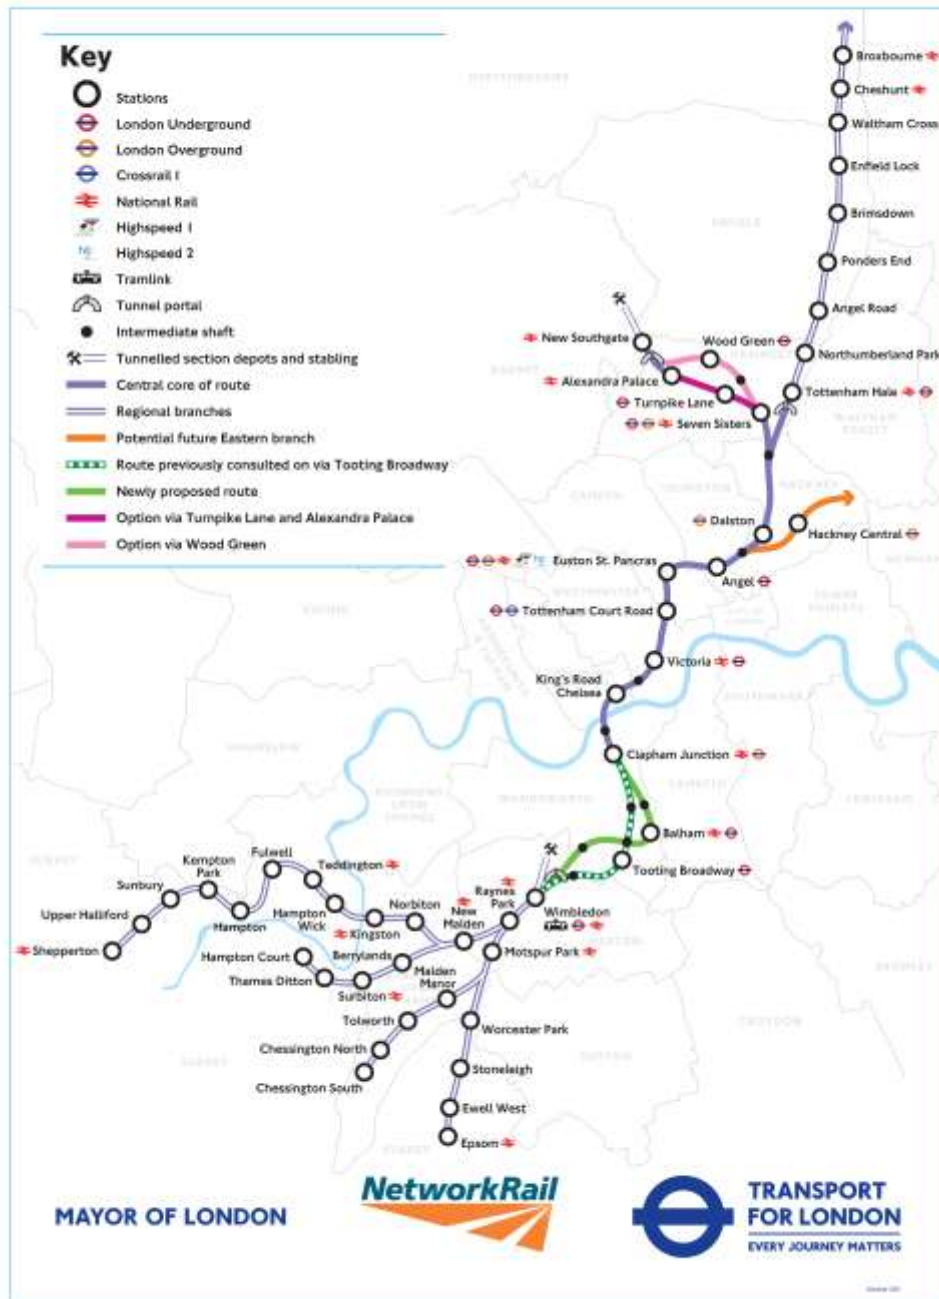 Key
Stations
London Underground
London Overground
Crossrail 1
National Rail
Highspeed 1
Highspeed 2
Tramlink
Tunnel portal
Intermediate shaft
Tunnelled section depots and stabling
Central core of route
Regional branches
Potential future Eastern branch
Route previously consulted on via Tooting Broadway
Newly proposed route
Option via Turnpike Lane and Alexandra Palace
Option via Wood Green
Broxbourne
Cheshunt
Waltham Cross
Enfield Lock
Brimsdown
Ponders End
Angel Road
Northumberland Park
Tottenham Hale
New Southgate
Wood Green
Alexandra Palace
Turnpike Lane
Seven Sisters
Dalston
Hackney Central
Euston St. Pancras
Angel
Tottenham Court Road
Victoria
King's Road
Chelsea
Clapham Junction
Balham
Tooting Broadway
Wimbledon
Raynes
Park
Motspur Park
New
Malden
Norbiton
Kingston
Hampton
Wick
Teddington
Fulwell
Hampton
Kempton
Park
Sunbury
Upper Halliford
Shepperton
Berrylands
Surbiton
Thames Ditton
Hampton Court
Malden
Manor
Tolworth
Chessington North
Chessington South
Worcester Park
Stoneleigh
Ewell West
Epsom
MAYOR OF LONDON
NetworkRail
TRANSPORT
FOR LONDON
EVERY JOURNEY MATTERS